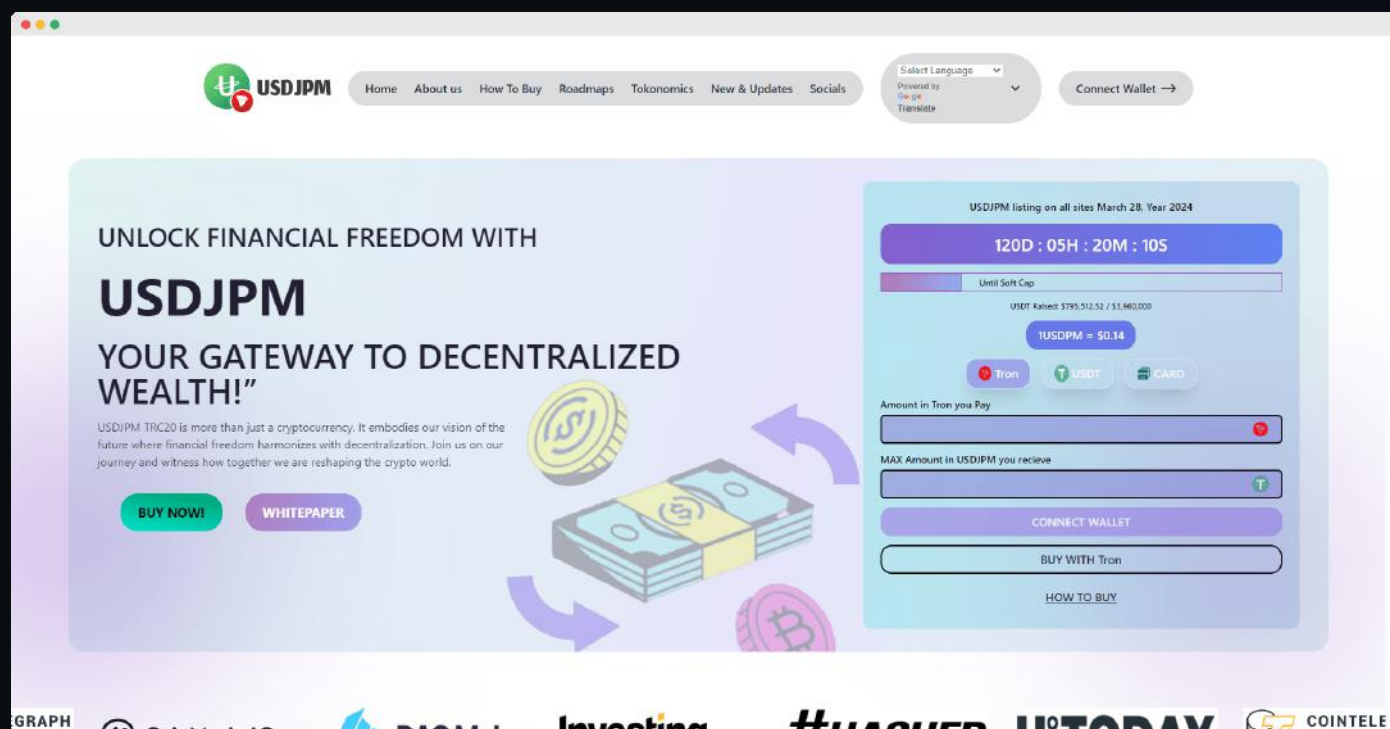 USDJPM
Home About us How To Buy Roadmaps Tokonomics New & Updates Socials
Select Language
Powered by
Google
Translate
Connect Wallet →
UNLOCK FINANCIAL FREEDOM WITH
USDJPM
YOUR GATEWAY TO DECENTRALIZED
WEALTH!”
USDJPM TRC20 is more than just a cryptocurrency. It embodies our vision of the
future where financial freedom harmonizes with decentralization. Join us on our
journey and witness how together we are reshaping the crypto world.
BUY NOW!
WHITEPAPER
USDJPM listing on all sites March 28, Year 2024
120D : 05H : 20M : 10S
Until Soft Cap
USDT Raised: $795,512.52 / $1,960,000
1USDPM = $0.14
Tron USDT CARD
Amount in Tron you Pay
MAX Amount in USDJPM you recieve
CONNECT WALLET
BUY WITH Tron
HOW TO BUY
EGRAPH
Investing
TODAY
COINTELE